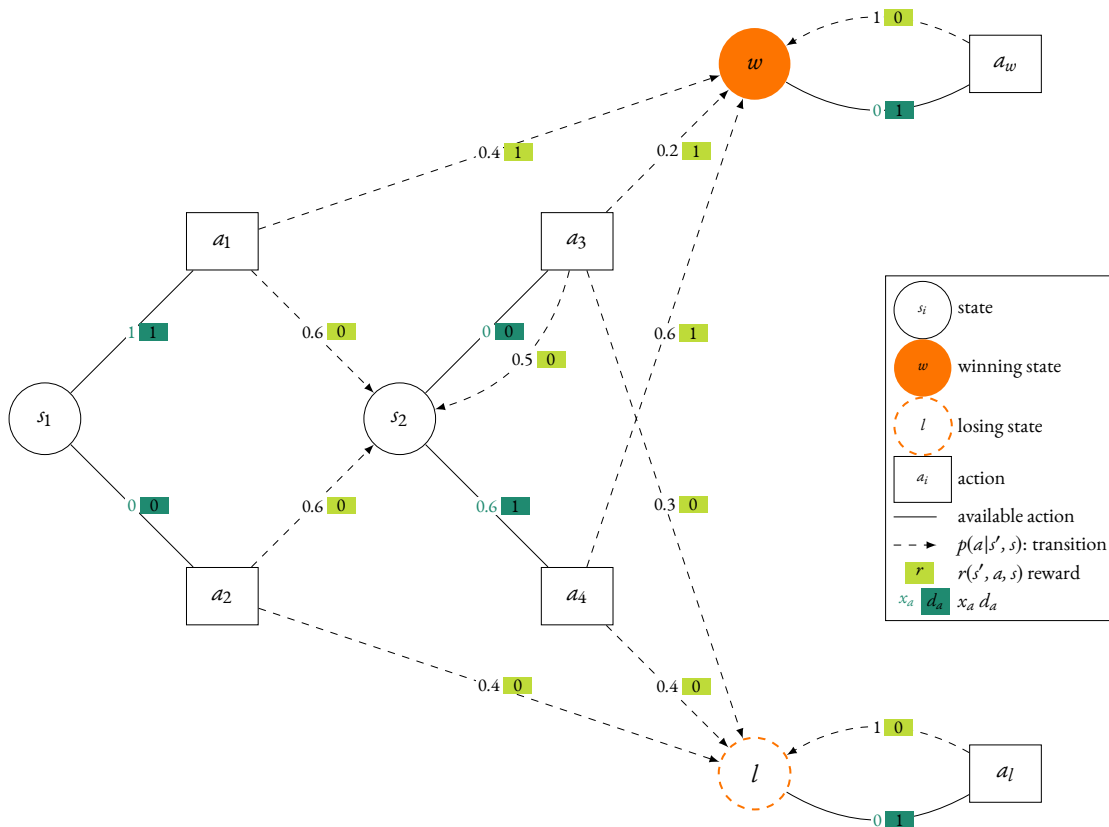 1 0
w
a_w
0 1
0.4 1
0.2 1
a_1
a_3
s_i state
1 1
0.6 0
0 0
0.6 1
0.5 0
w winning state
s_1
s_2
l losing state
a_i action
0 0
0.6 0
0.6 1
0.3 0
available action
p(a|s′, s): transition
r r(s′, a, s) reward
x_a d_a x_a d_a
a_2
a_4
0.4 0
0.4 0
1 0
l
a_l
0 1